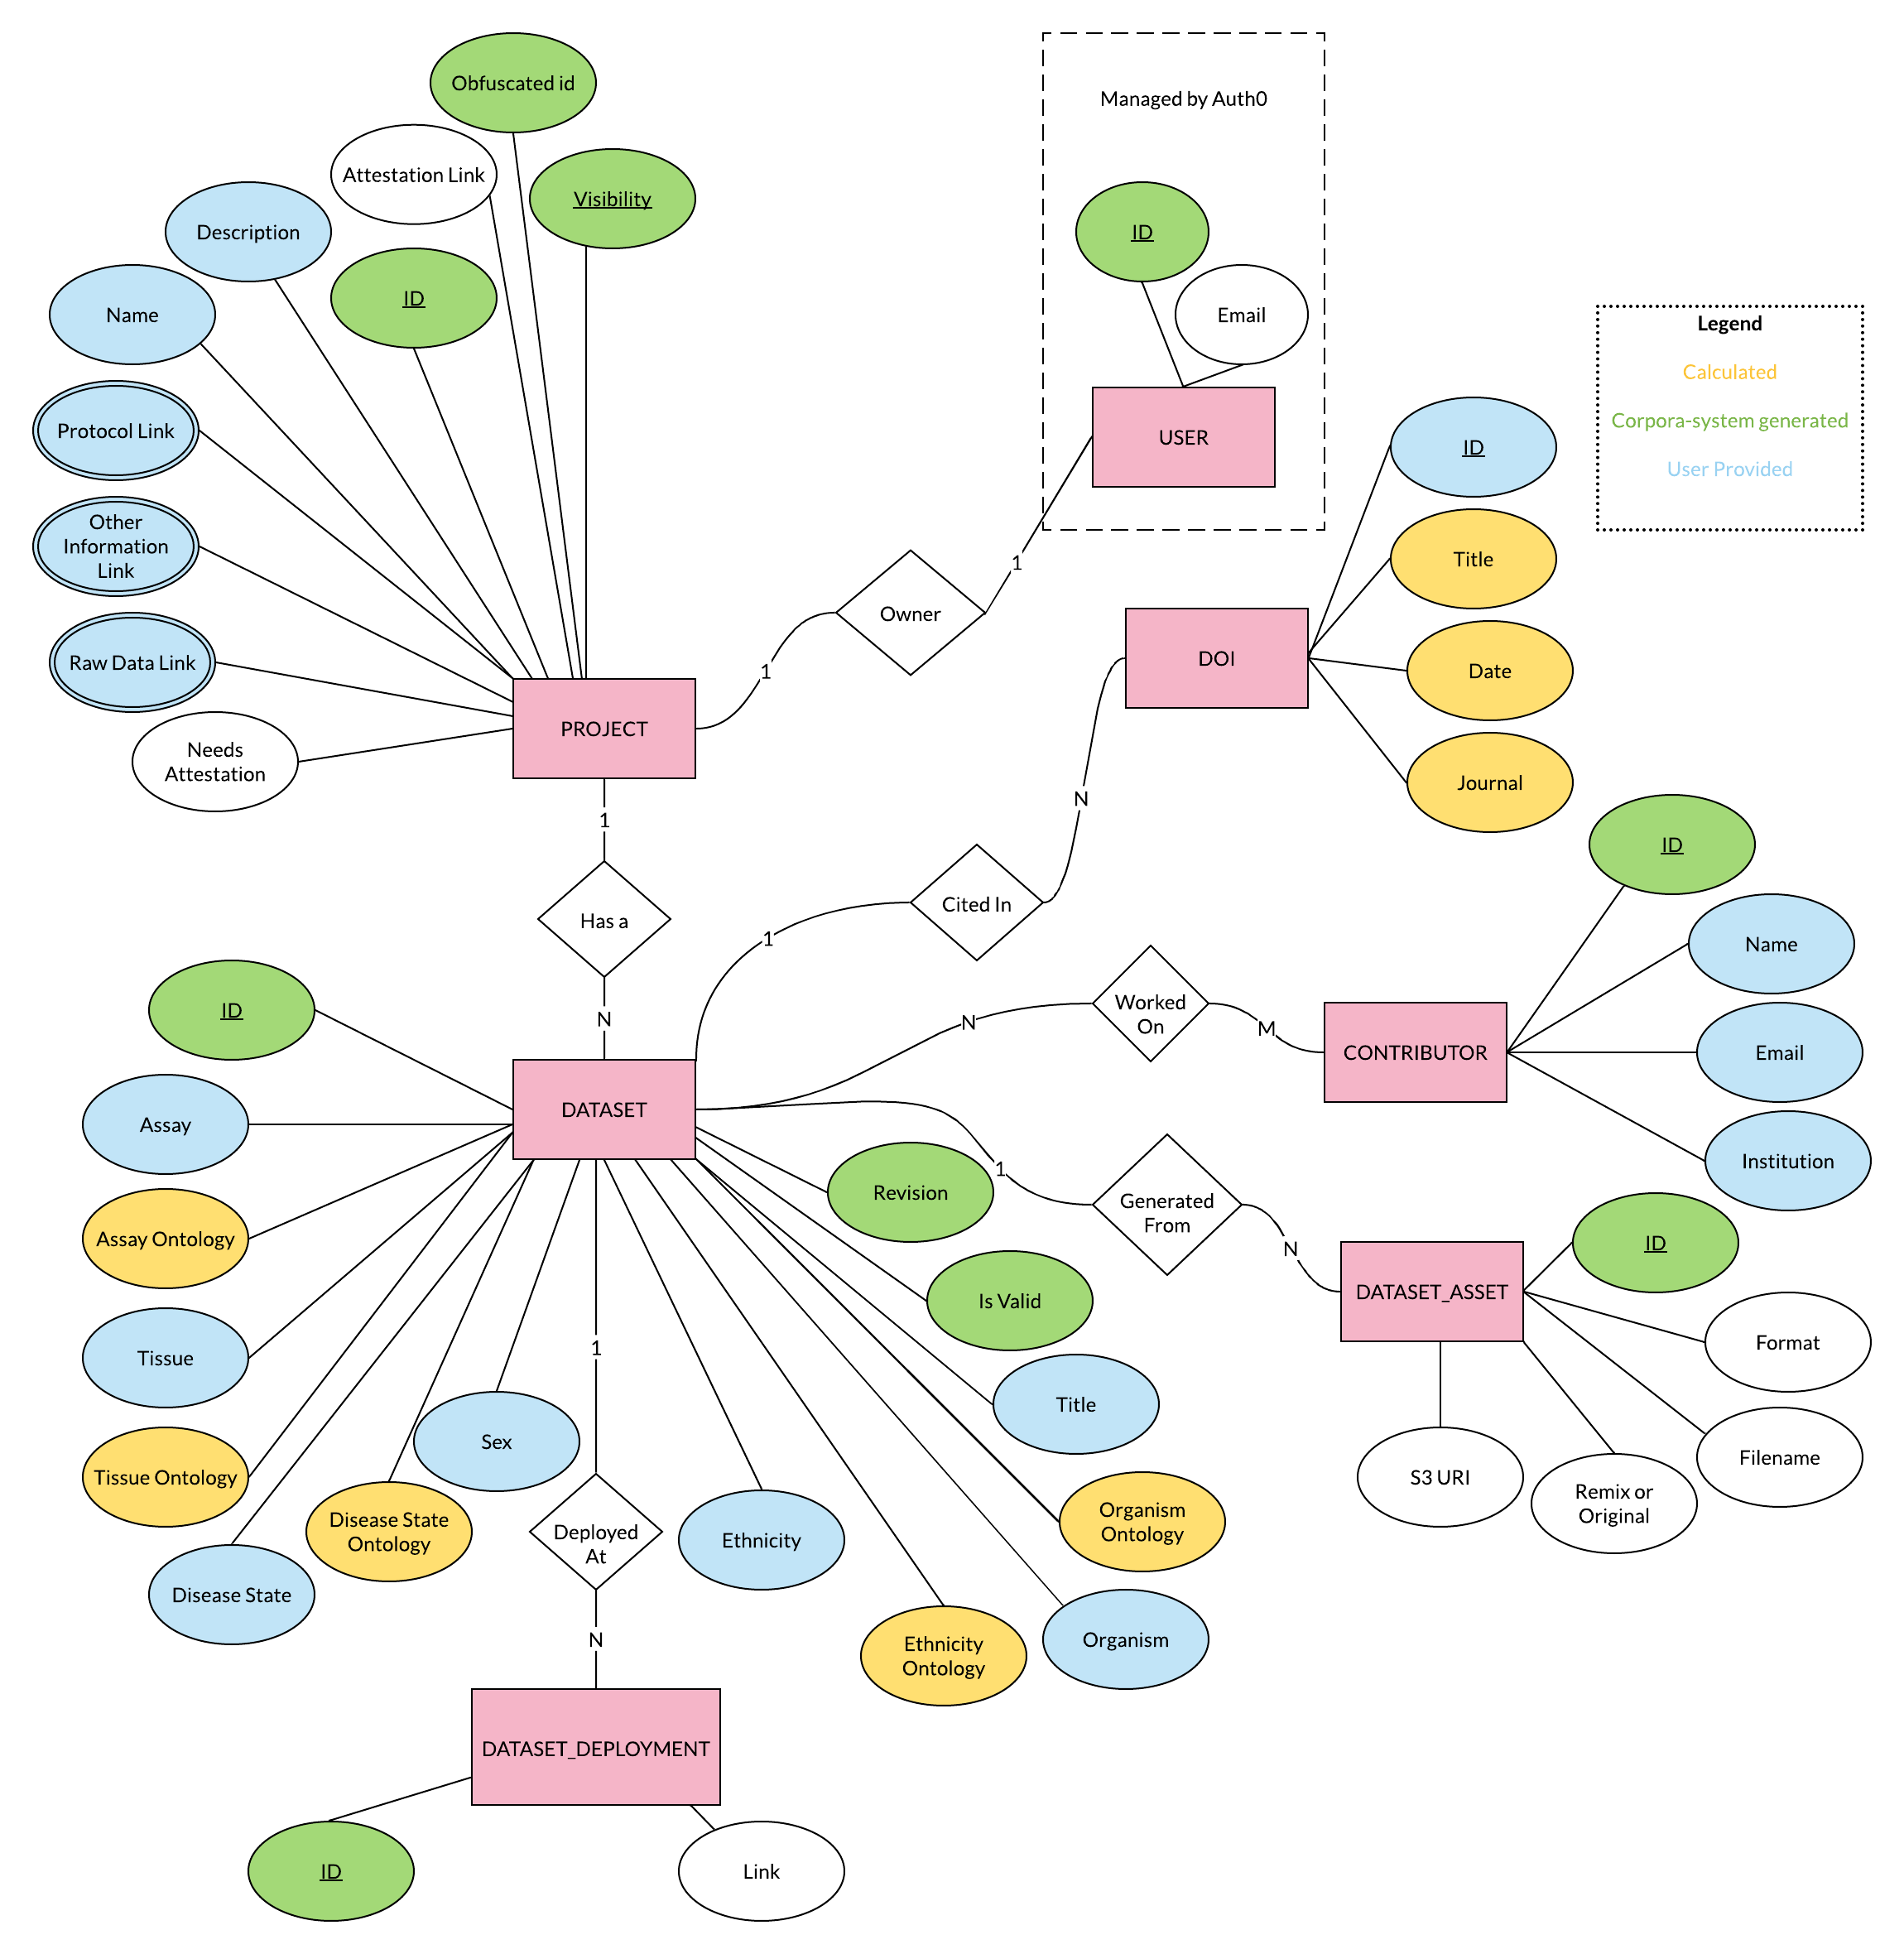 Obfuscated id
Managed by Auth0
Attestation Link
Visibility
Description
ID
ID
Name
Email
Legend
Calculated
Corpora-system generated
User Provided
Protocol Link
USER
ID
Other
Information
Link
Title
Owner
1
1
Raw Data Link
DOI
Date
PROJECT
Needs
Attestation
Journal
1
N
ID
Has a
Cited In
1
Name
N
ID
Worked
On
N
M
CONTRIBUTOR
Email
Assay
DATASET
Institution
Revision
1
Generated
From
Assay Ontology
N
ID
DATASET_ASSET
Is Valid
Format
Tissue
1
Title
Sex
Filename
Tissue Ontology
S3 URI
Remix or
Original
Disease State
Ontology
Deployed
At
Ethnicity
Organism
Ontology
Disease State
N
Ethnicity
Ontology
Organism
DATASET_DEPLOYMENT
ID
Link